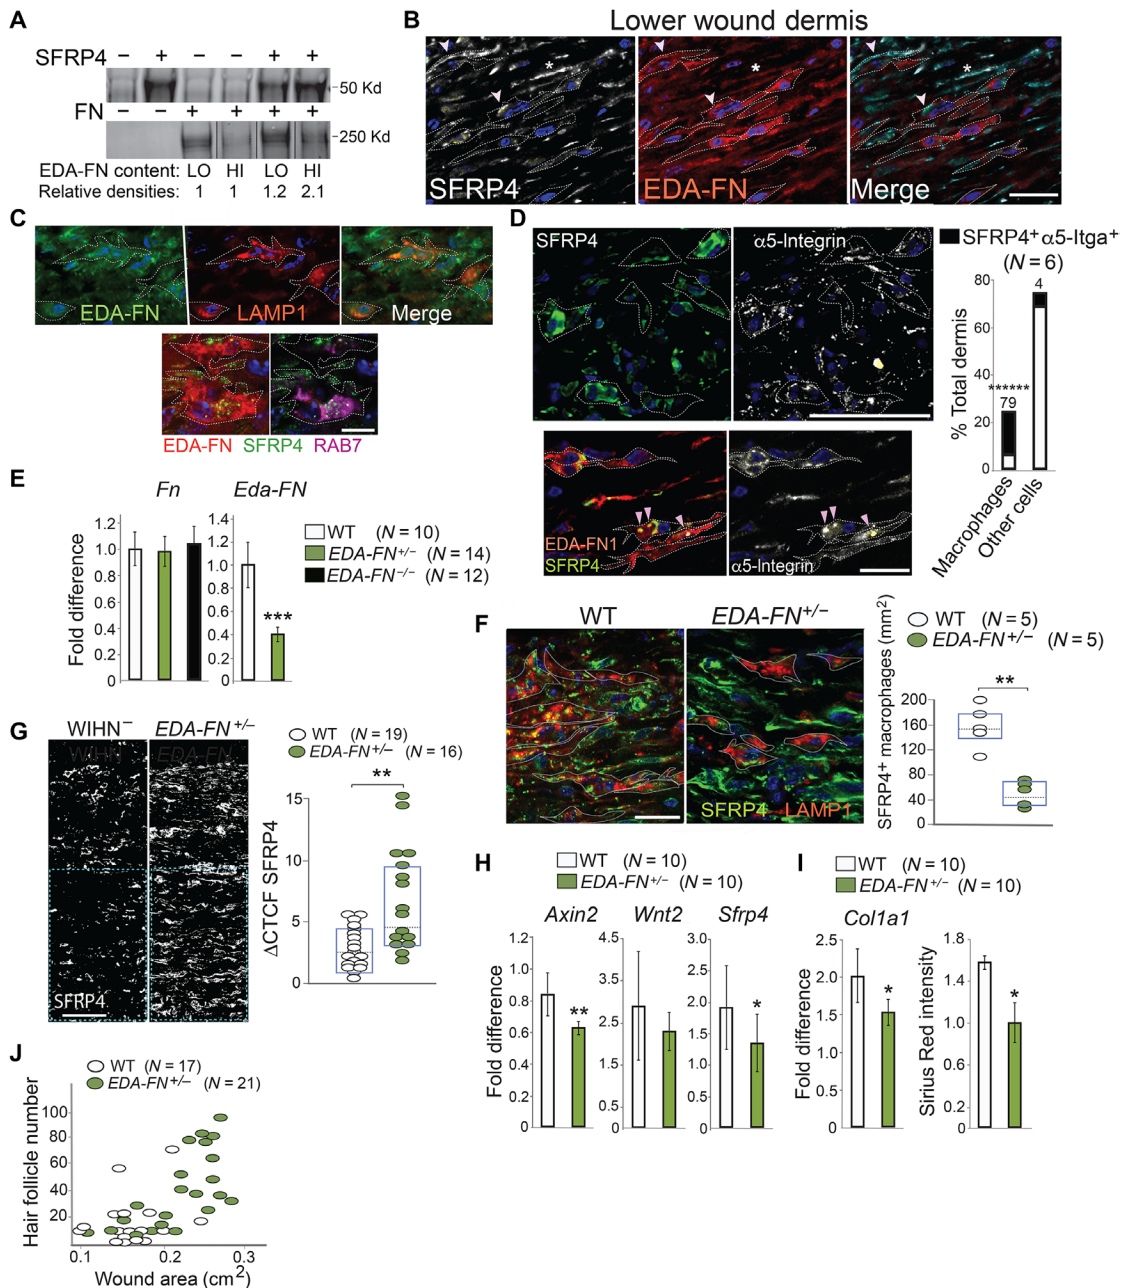 A
SFRP4 – + – – + +
50 Kd
FN – – + + + +
250 Kd
EDA-FN content: LO HI LO HI
Relative densities: 1 1 1.2 2.1
B
Lower wound dermis
SFRP4 EDA-FN Merge
C
EDA-FN LAMP1 Merge
EDA-FN SFRP4 RAB7
D
SFRP4 α5-Integrin
EDA-FN1
SFRP4
α5-Integrin
SFRP4+ α5-Itga+
(N = 6)
% Total dermis
80
60
40
20
0
4
******
79
Macrophages
Other cells
E
Fn Eda-FN
Fold difference
1.2
1.0
0.8
0.6
0.4
0.2
0
1.4
1.2
1.0
0.8
0.6
0.4
0.2
0
***
WT (N = 10)
EDA-FN+/– (N = 14)
EDA-FN–/– (N = 12)
F
WT EDA-FN+/–
SFRP4 LAMP1
WT (N = 5)
EDA-FN+/– (N = 5)
SFRP4+ macrophages (mm2)
200
160
120
80
40
0
**
G
WIHN– EDA-FN+/–
SFRP4
WT (N = 19)
EDA-FN+/– (N = 16)
ΔCTCF SFRP4
15
10
5
0
**
H
WT (N = 10)
EDA-FN+/– (N = 10)
Axin2 Wnt2 Sfrp4
Fold difference
1.2
1.0
0.8
0.6
0.4
0.2
0
**
4.5
3.5
2.5
1.5
0.5
0
3.0
2.5
2.0
1.5
1.0
0.5
0
*
I
WT (N = 10)
EDA-FN+/– (N = 10)
Col1a1
Fold difference
2.5
2.0
1.5
1.0
0.5
0
*
Sirius Red intensity
1.8
1.6
1.4
1.2
0
*
J
WT (N = 17)
EDA-FN+/– (N = 21)
Hair follicle number
100
80
60
40
20
0.1 0.2 0.3
Wound area (cm2)